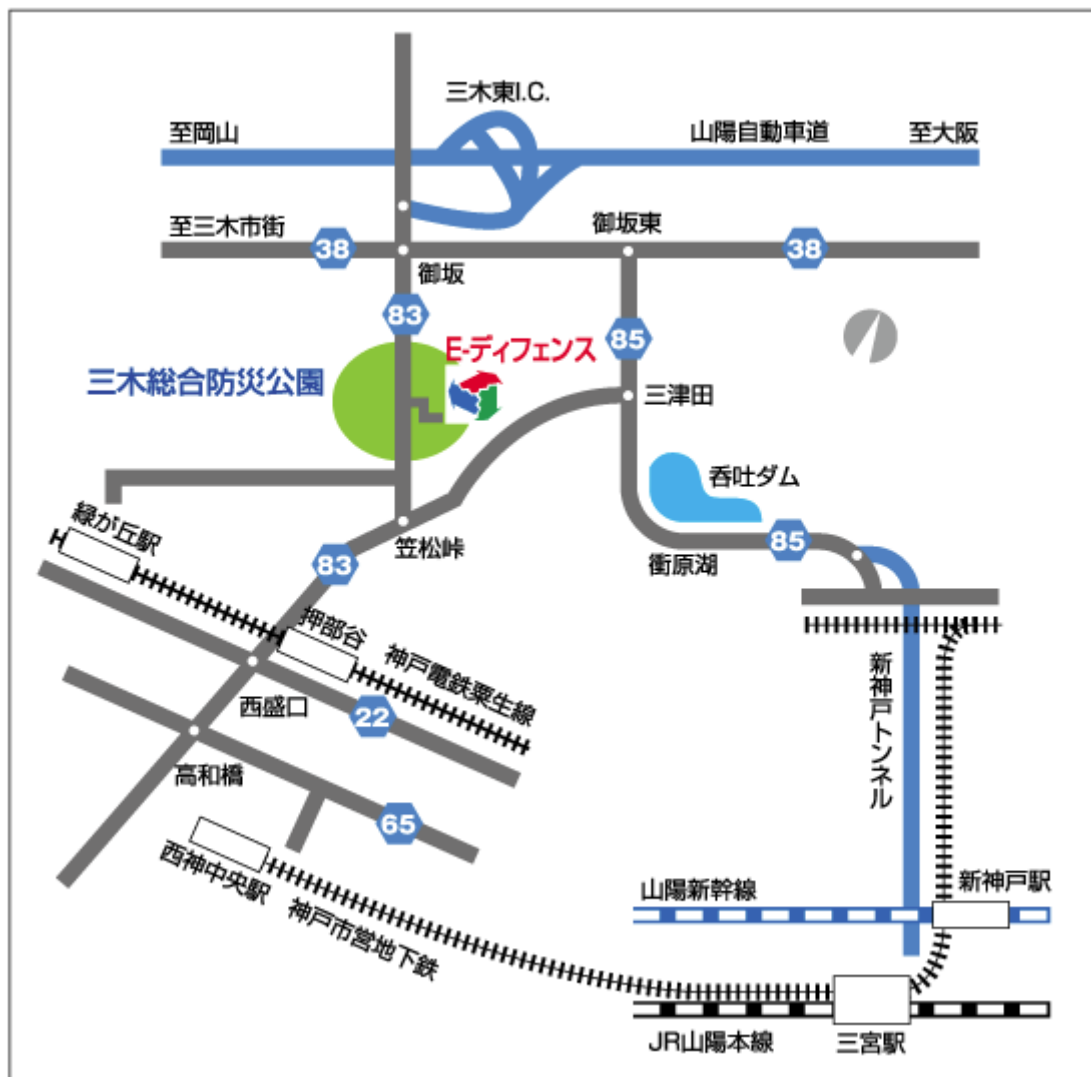 三木東I.C.
至岡山
山陽自動車道
至大阪
至三木市街
御坂東
38
38
御坂
83
85
E-ディフェンス
三木総合防災公園
三津田
呑吐ダム
緑が丘駅
笠松峠
85
衝原湖
83
押部谷
神戸電鉄粟生線
新神戸トンネル
西盛口
22
高和橋
65
西神中央駅
神戸市営地下鉄
山陽新幹線
新神戸駅
JR山陽本線
三宮駅